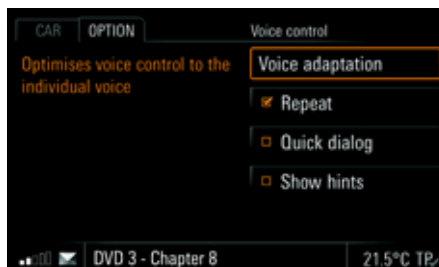 CAR OPTION Voice control
Optimises voice control to the
individual voice
Voice adaptation
Repeat
Quick dialog
Show hints
DVD 3 - Chapter 8 21.5°C TP